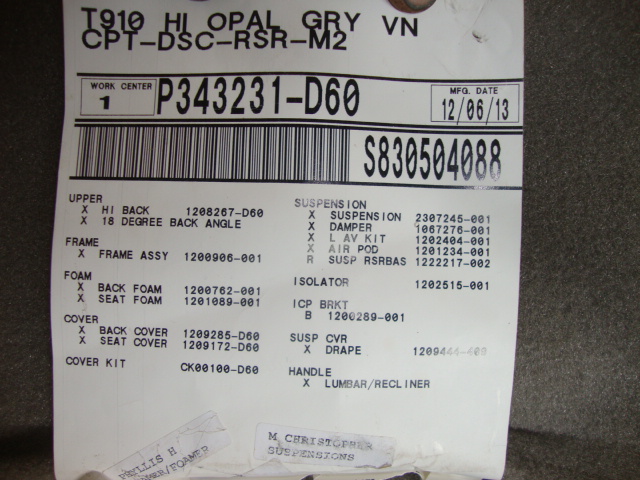 T910 HI OPAL GRY VN
CPT-DSC-RSR-M2
WORK CENTER
1
P343231-D60
MFG. DATE
12/06/13
S830504088
UPPER
X HI BACK 1208267-D60
X 18 DEGREE BACK ANGLE
FRAME
X FRAME ASSY 1200906-001
FOAM
X BACK FOAM 1200762-001
X SEAT FOAM 1201089-001
COVER
X BACK COVER 1209285-D60
X SEAT COVER 1209172-D60
COVER KIT CK00100-D60
SUSPENSION
X SUSPENSION 2307245-001
X DAMPER 1067276-001
X L AV KIT 1202404-001
X AIR POD 1201234-001
R SUSP RSRBAS 1222217-002
ISOLATOR 1202515-001
ICP BRKT
B 1200289-001
SUSP CVR
X DRAPE
HANDLE
X LUMBAR/RECLINER
M CHRISTOPHER
SUSPENSIONS
PHYLLIS H